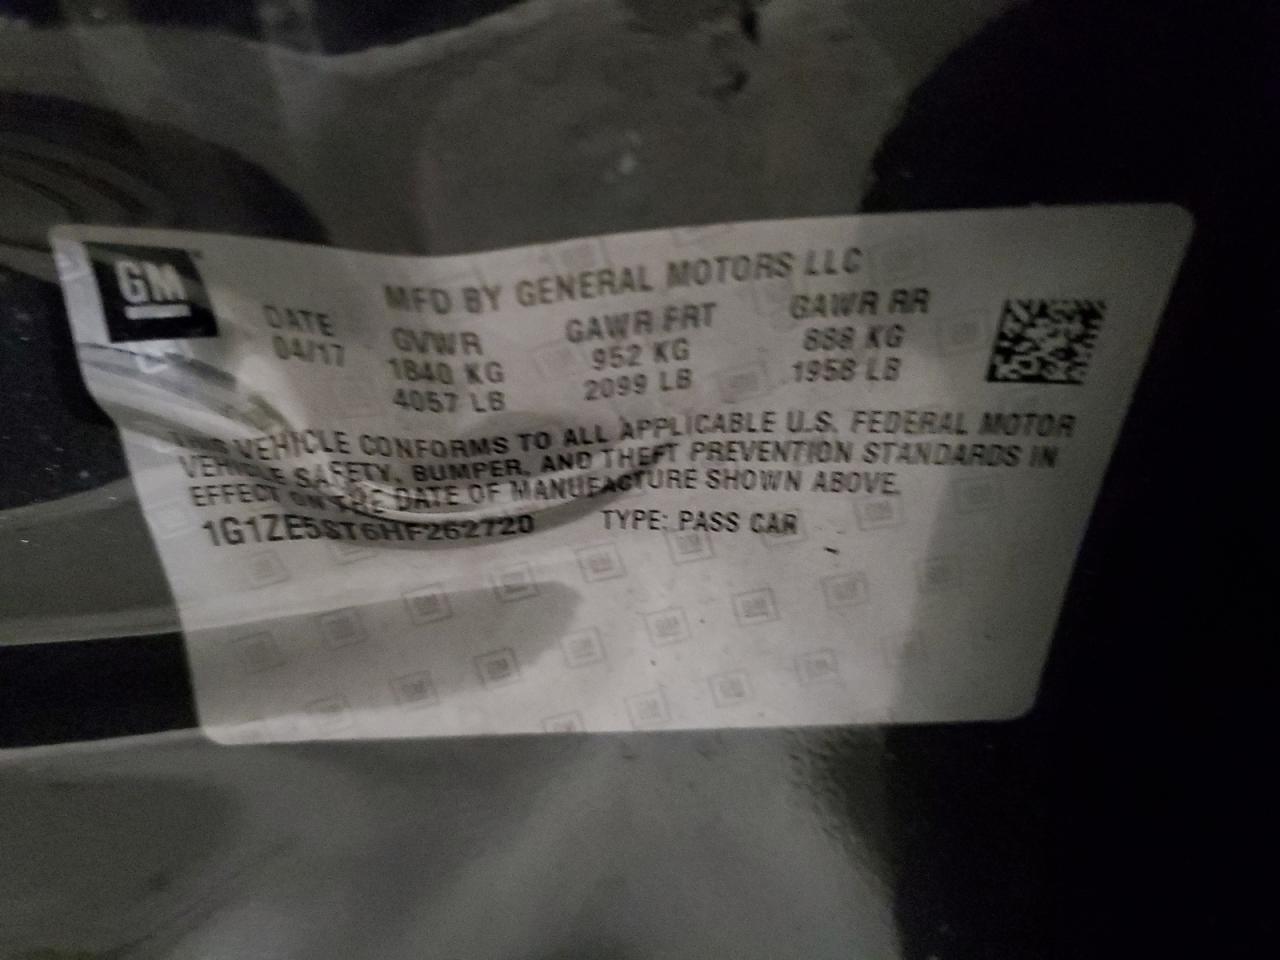 GM
MFD BY GENERAL MOTORS LLC
DATE GVWR GAWR FRT GAWR RR
04/17 1840 KG 952 KG 888 KG
4057 LB 2099 LB 1958 LB
THIS VEHICLE CONFORMS TO ALL APPLICABLE U.S. FEDERAL MOTOR
VEHICLE SAFETY, BUMPER, AND THEFT PREVENTION STANDARDS IN
EFFECT ON THE DATE OF MANUFACTURE SHOWN ABOVE.
1G1ZE5ST6HF262720 TYPE: PASS CAR